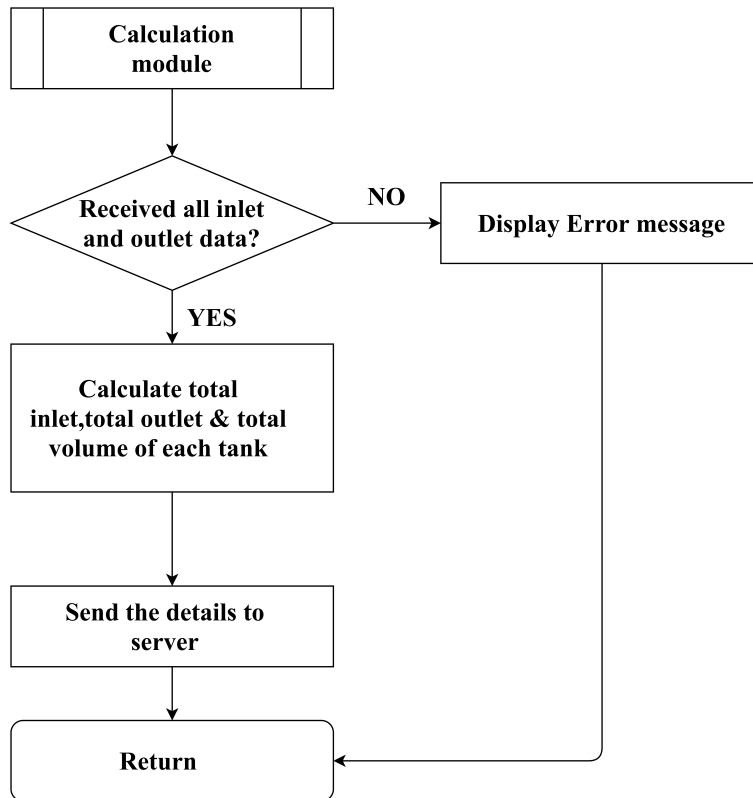 Calculation
module
Received all inlet
and outlet data?
NO
Display Error message
YES
Calculate total
inlet,total outlet & total
volume of each tank
Send the details to
server
Return